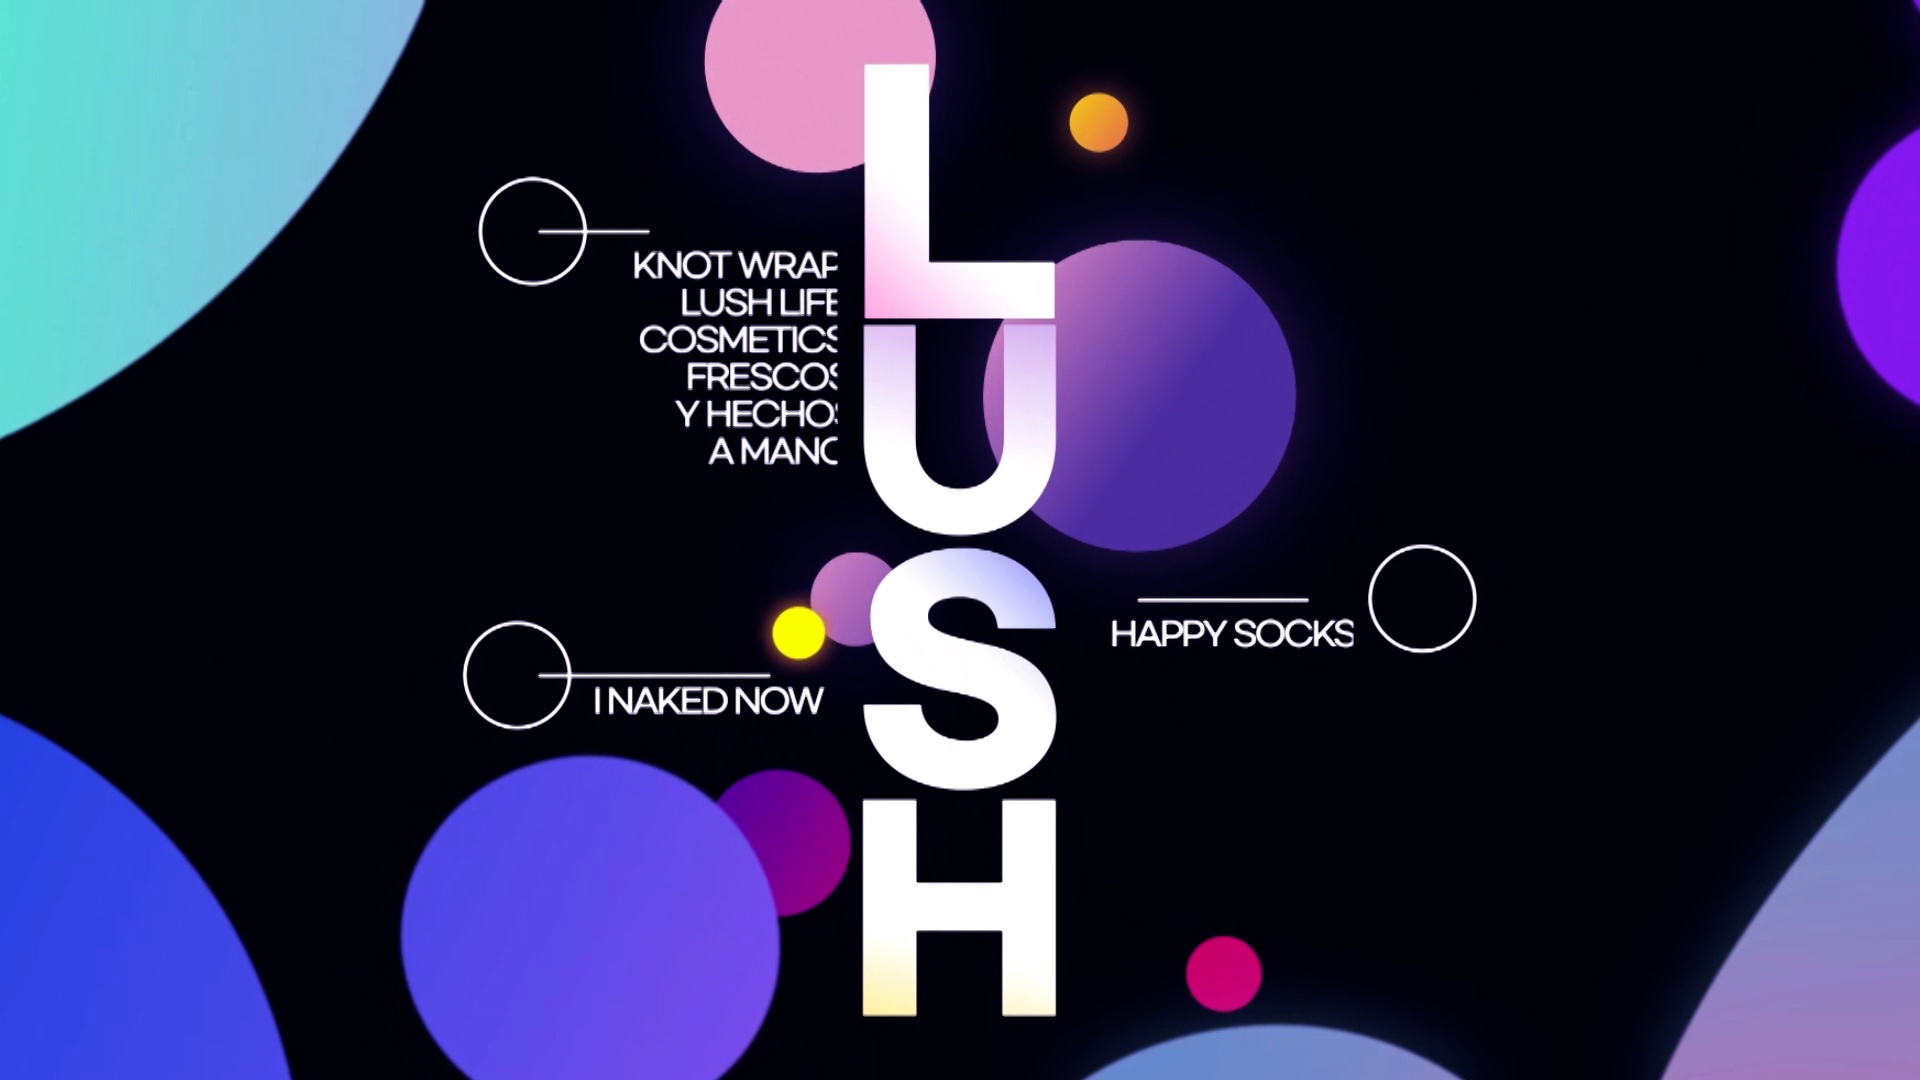 LUSH
KNOT WRAP
LUSH LIFE
COSMETICS
FRESCOS
Y HECHOS
A MANO
HAPPY SOCKS
I NAKED NOW